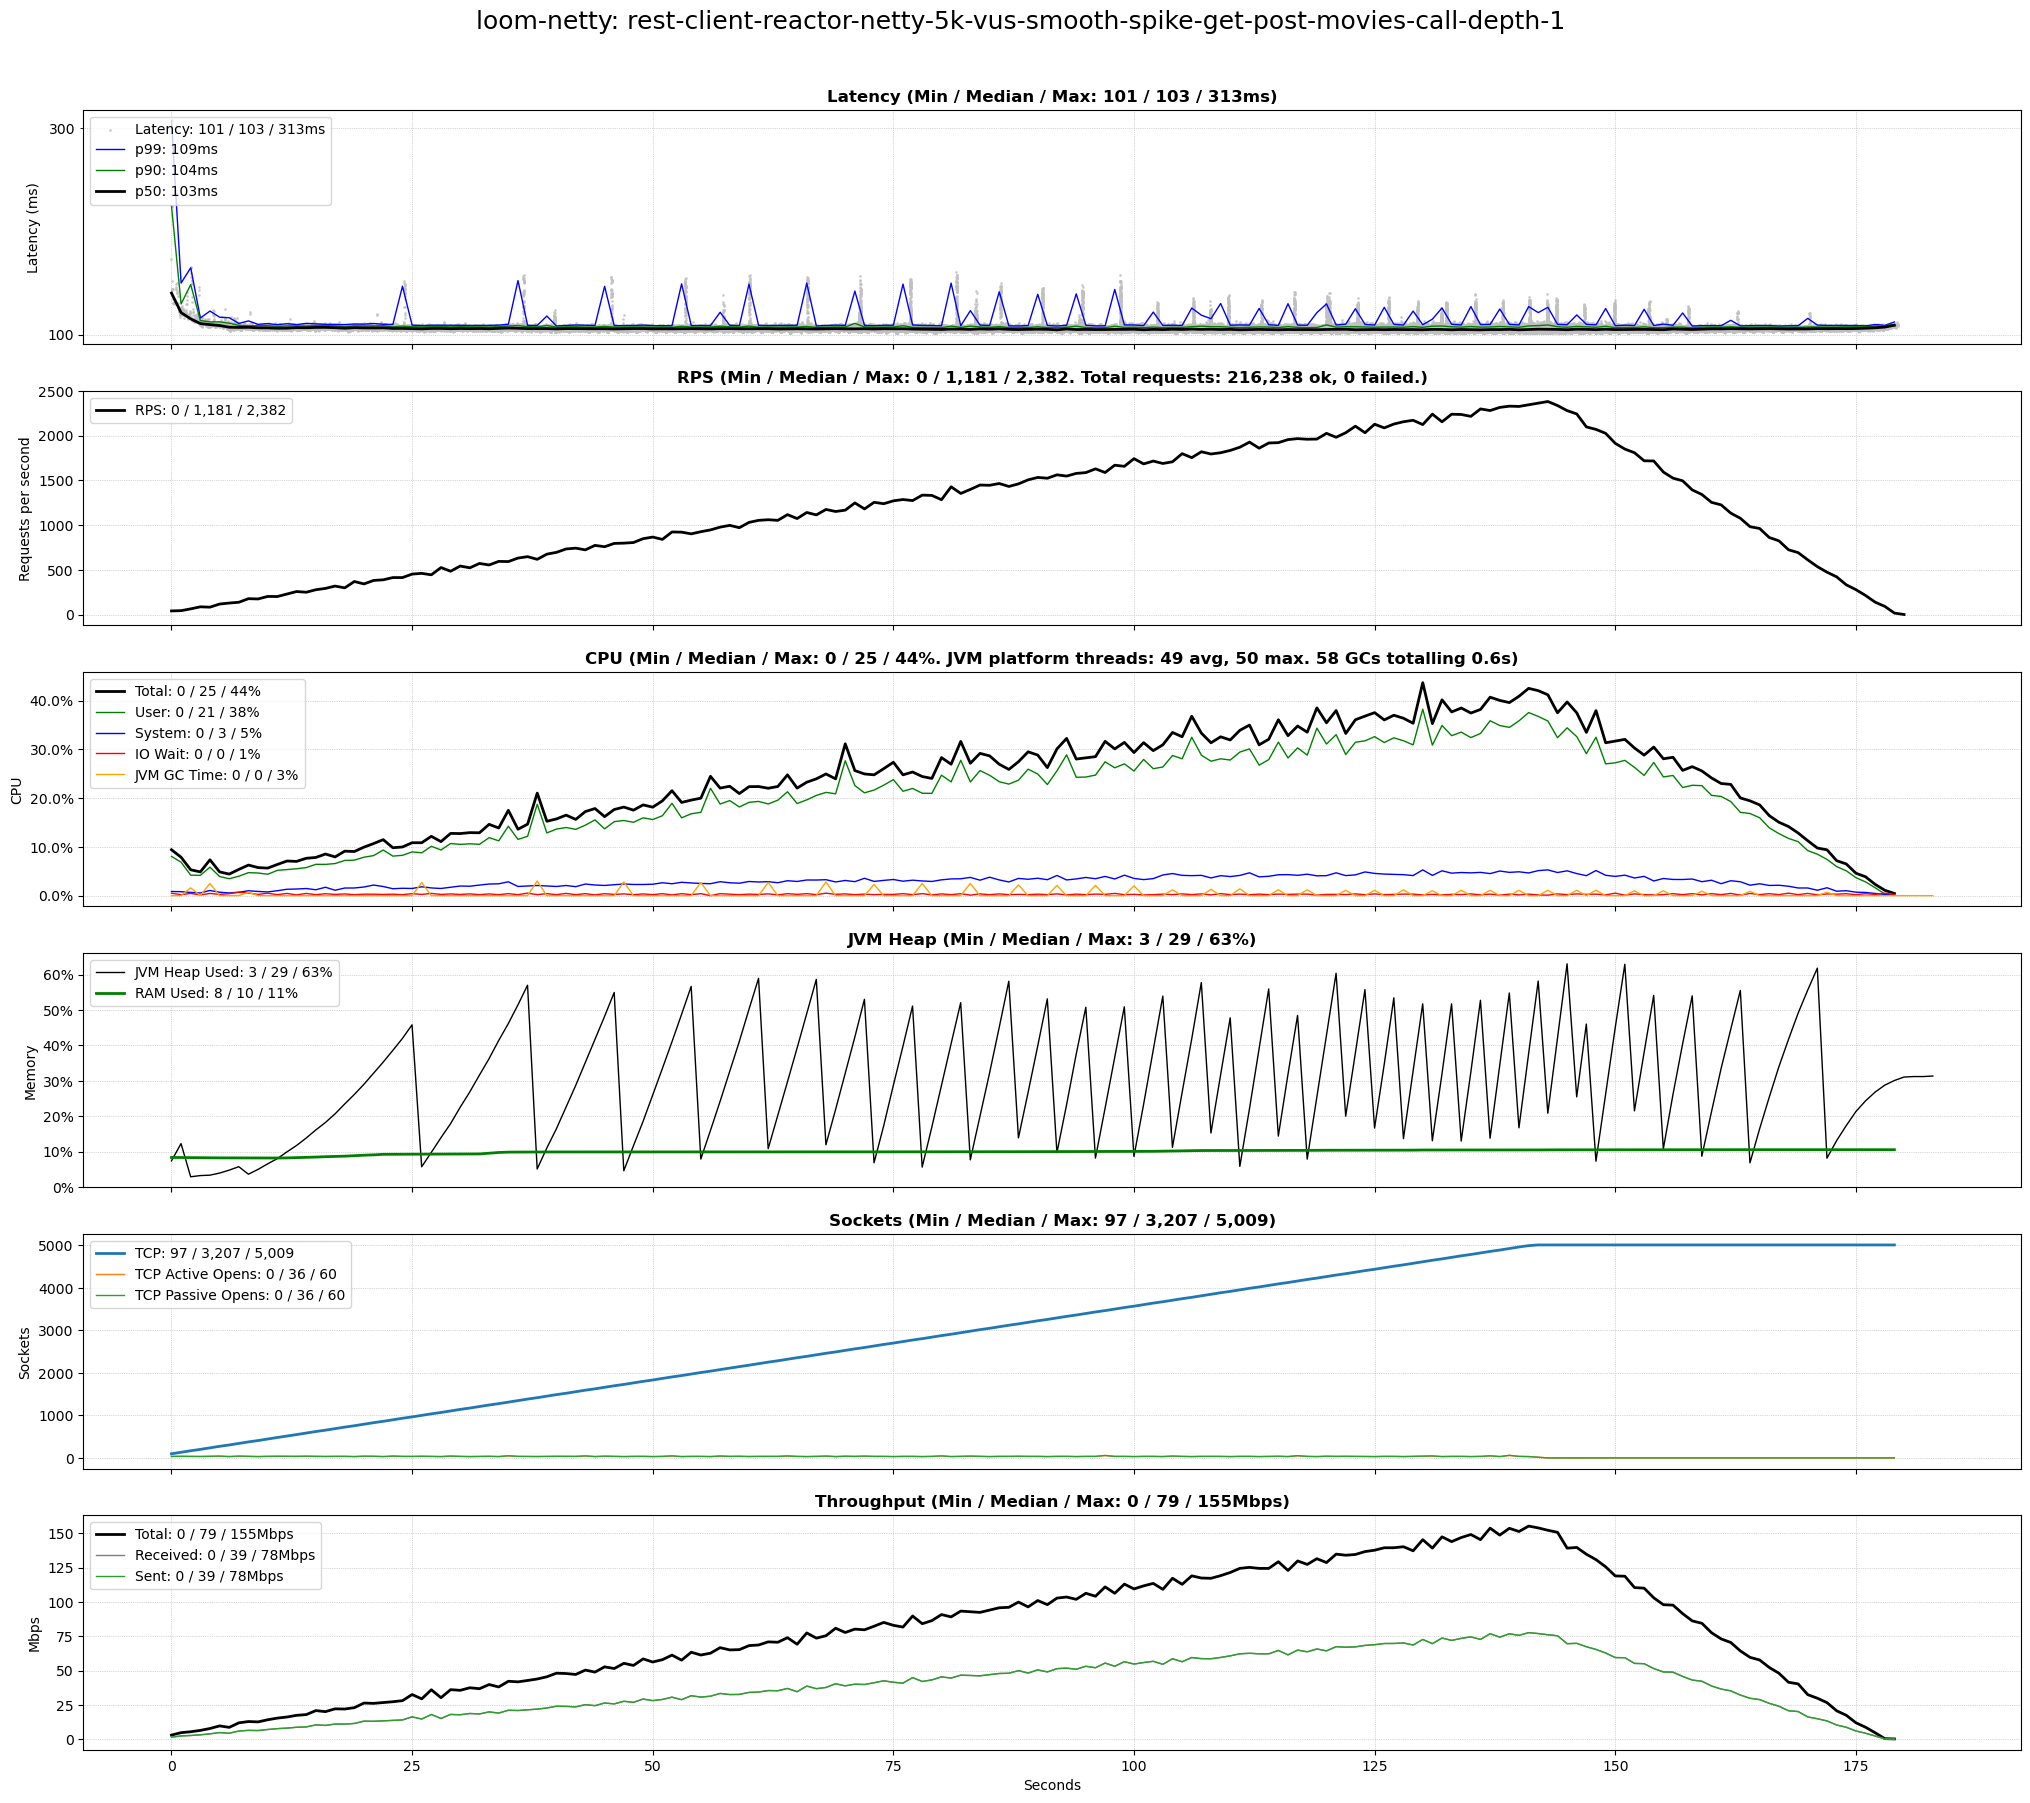 loom-netty: rest-client-reactor-netty-5k-vus-smooth-spike-get-post-movies-call-depth-1
Latency (Min / Median / Max: 101 / 103 / 313ms)
Latency: 101 / 103 / 313ms
p99: 109ms
p90: 104ms
p50: 103ms
300
100
Latency (ms)
RPS (Min / Median / Max: 0 / 1,181 / 2,382. Total requests: 216,238 ok, 0 failed.)
RPS: 0 / 1,181 / 2,382
2500
2000
1500
1000
500
0
Requests per second
CPU (Min / Median / Max: 0 / 25 / 44%. JVM platform threads: 49 avg, 50 max. 58 GCs totalling 0.6s)
Total: 0 / 25 / 44%
User: 0 / 21 / 38%
System: 0 / 3 / 5%
IO Wait: 0 / 0 / 1%
JVM GC Time: 0 / 0 / 3%
40.0%
30.0%
20.0%
10.0%
0.0%
CPU
JVM Heap (Min / Median / Max: 3 / 29 / 63%)
JVM Heap Used: 3 / 29 / 63%
RAM Used: 8 / 10 / 11%
60%
50%
40%
30%
20%
10%
0%
Memory
Sockets (Min / Median / Max: 97 / 3,207 / 5,009)
TCP: 97 / 3,207 / 5,009
TCP Active Opens: 0 / 36 / 60
TCP Passive Opens: 0 / 36 / 60
5000
4000
3000
2000
1000
0
Sockets
Throughput (Min / Median / Max: 0 / 79 / 155Mbps)
Total: 0 / 79 / 155Mbps
Received: 0 / 39 / 78Mbps
Sent: 0 / 39 / 78Mbps
150
125
100
75
50
25
0
Mbps
0 25 50 75 100 125 150 175
Seconds